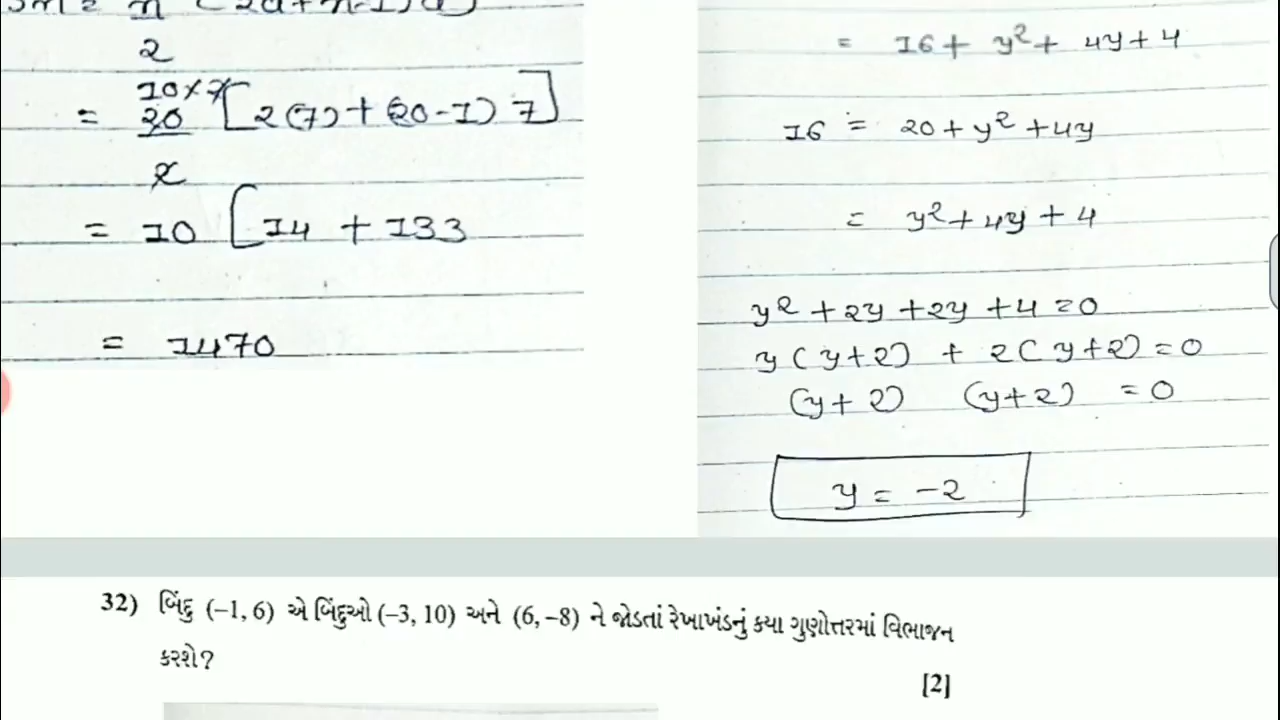 2
10 × 7
= 20 [2(7) + (20-1) 7]
2
= 10 [14 + 133
= 1470
= 16 + y² + 4y + 4
16 = 20 + y² + 4y
= y² + 4y + 4
y² + 2y + 2y + 4 = 0
y (y+2) + 2(y+2) = 0
(y+2) (y+2) = 0
y = -2
32) બિંદુ (–1, 6) એ બિંદુઓ (–3, 10) અને (6, –8) ને જોડતાં રેખાખંડનું કયા ગુણોત્તરમાં વિભાજન
કરશે?
[2]